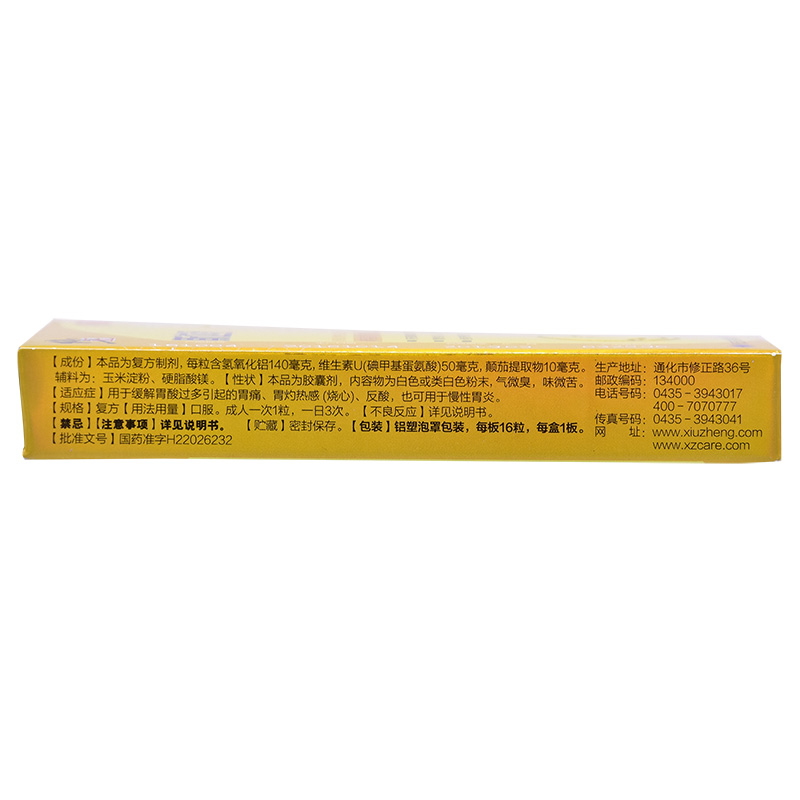 【成份】本品为复方制剂，每粒含氢氧化铝140毫克，维生素U(碘甲基蛋氨酸)50毫克，颠茄提取物10毫克。
辅料为：玉米淀粉、硬脂酸镁。【性状】本品为胶囊剂，内容物为白色或类白色粉末，气微臭，味微苦。
【适应症】用于缓解胃酸过多引起的胃痛、胃灼热感(烧心)、反酸，也可用于慢性胃炎。
【规格】复方【用法用量】口服。成人一次1粒，一日3次。【不良反应】详见说明书。
【禁忌】【注意事项】详见说明书。【贮藏】密封保存。【包装】铝塑泡罩包装，每板16粒，每盒1板。
【批准文号】国药准字H22026232
生产地址：通化市修正路36号
邮政编码：134000
电话号码：0435-3943017
400-7070777
传真号码：0435-3943041
网 址：www.xiuzheng.com
www.xzcare.com